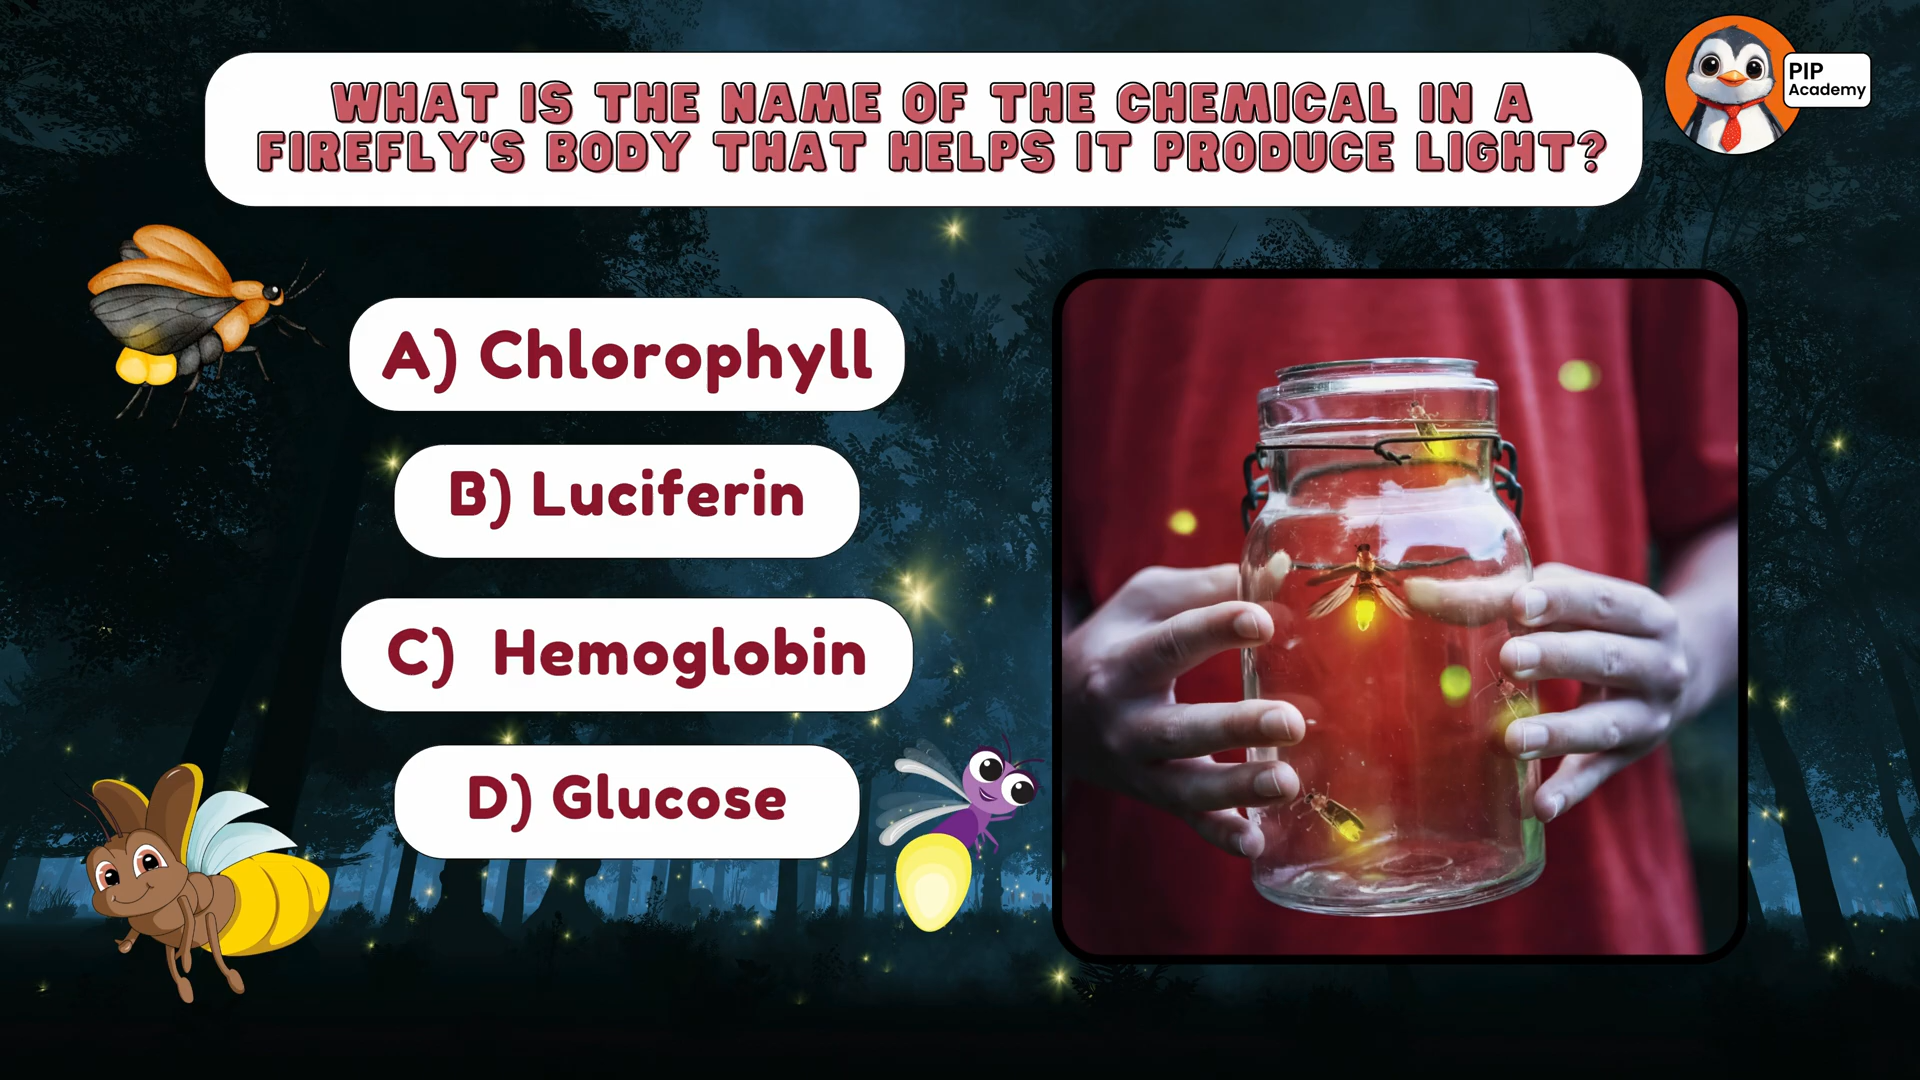 WHAT IS THE NAME OF THE CHEMICAL IN A
FIREFLY'S BODY THAT HELPS IT PRODUCE LIGHT?
PIP
Academy
A) Chlorophyll
B) Luciferin
C) Hemoglobin
D) Glucose